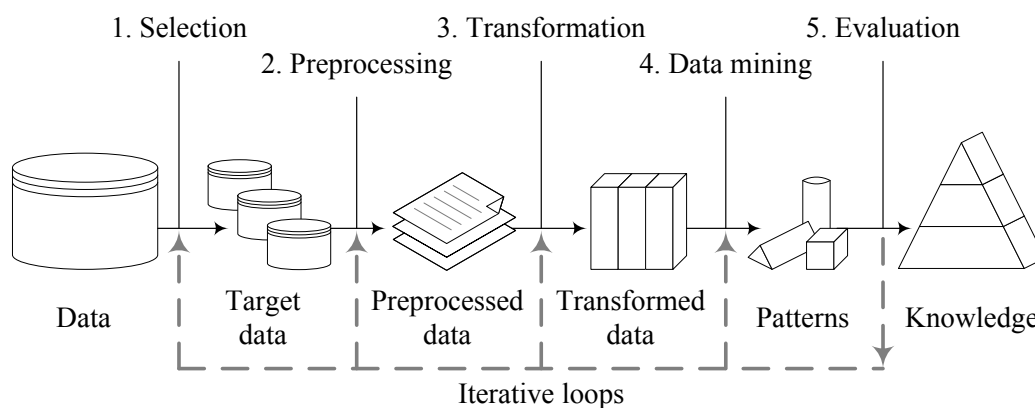 1. Selection
3. Transformation
5. Evaluation
2. Preprocessing
4. Data mining
Data
Target
data
Preprocessed
data
Transformed
data
Patterns
Knowledge
Iterative loops